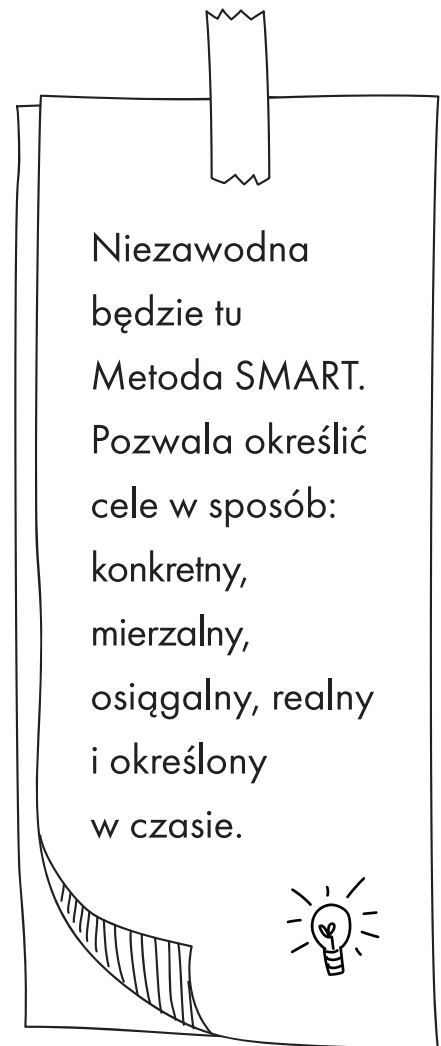 Niezawodna
będzie tu
Metoda SMART.
Pozwala określić
cele w sposób:
konkretny,
mierzalny,
osiągalny, realny
i określony
w czasie.